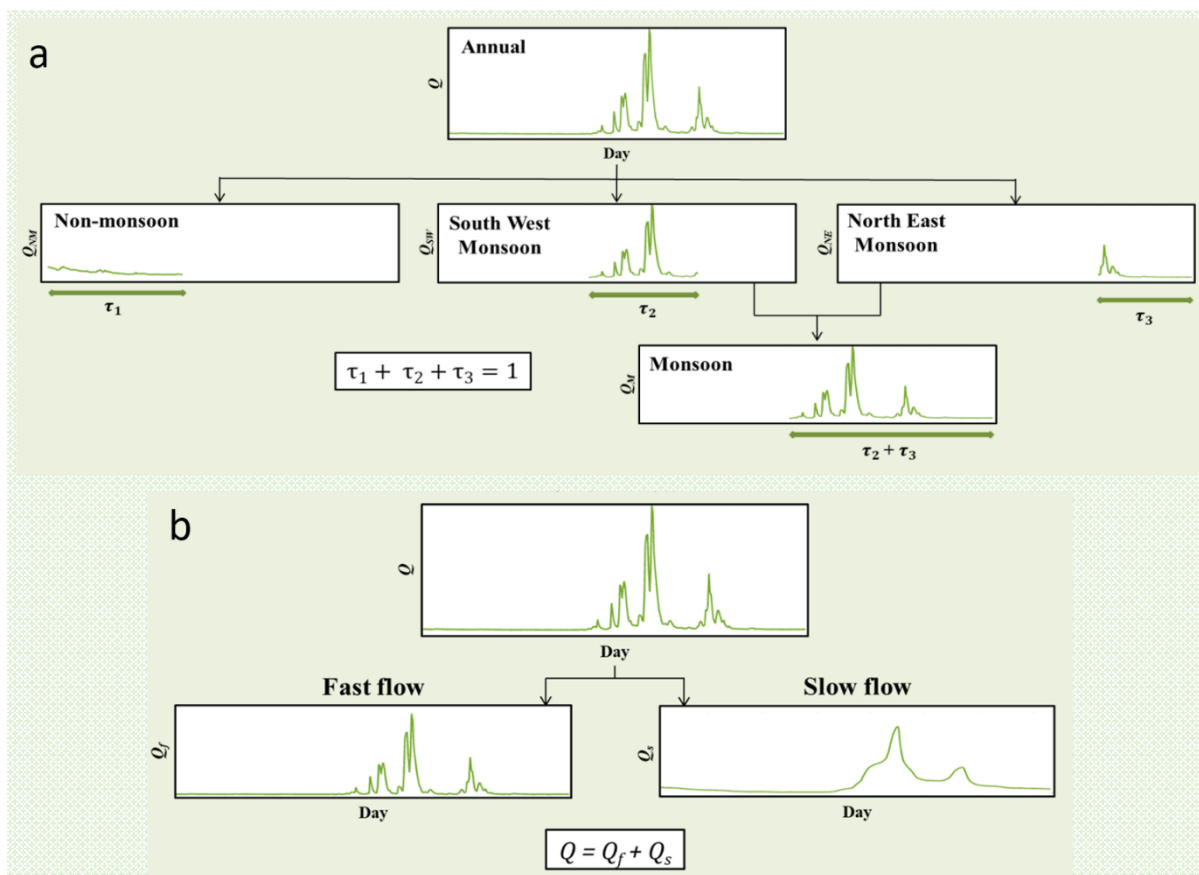 a
Annual
Q
Day
Non-monsoon
Q_NM
τ₁
South West
Monsoon
Q_SW
τ₂
North East
Monsoon
Q_NE
τ₃
τ₁ + τ₂ + τ₃ = 1
Monsoon
Q_M
τ₂ + τ₃
b
Q
Day
Fast flow
Q_f
Day
Slow flow
Q_s
Day
Q = Q_f + Q_s